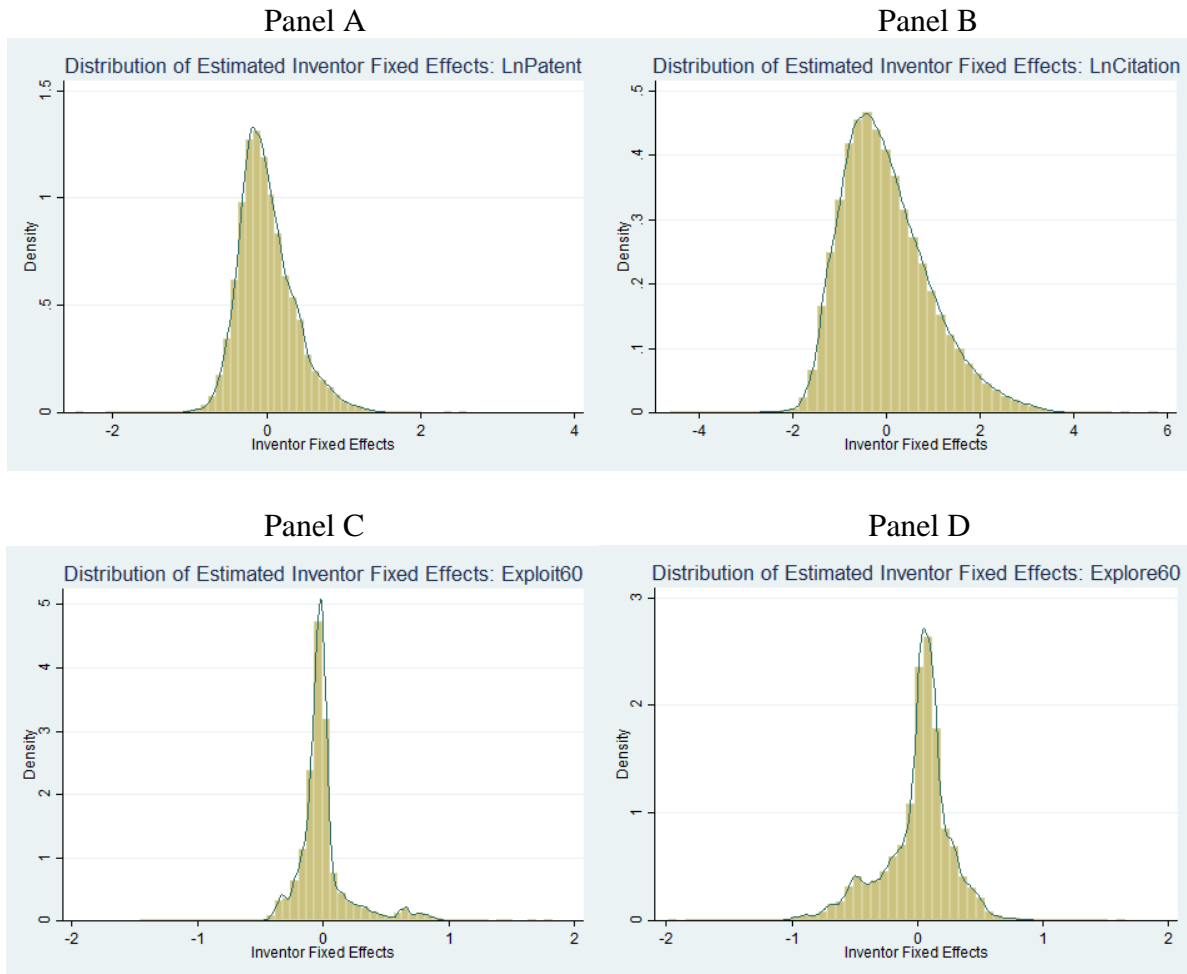 Panel A
Distribution of Estimated Inventor Fixed Effects: LnPatent
Density
0 .5 1 1.5
-2 0 2 4
Inventor Fixed Effects
Panel B
Distribution of Estimated Inventor Fixed Effects: LnCitation
Density
0 .1 .2 .3 .4 .5
-4 -2 0 2 4 6
Inventor Fixed Effects
Panel C
Distribution of Estimated Inventor Fixed Effects: Exploit60
Density
0 1 2 3 4 5
-2 -1 0 1 2
Inventor Fixed Effects
Panel D
Distribution of Estimated Inventor Fixed Effects: Explore60
Density
0 1 2 3
-2 -1 0 1 2
Inventor Fixed Effects